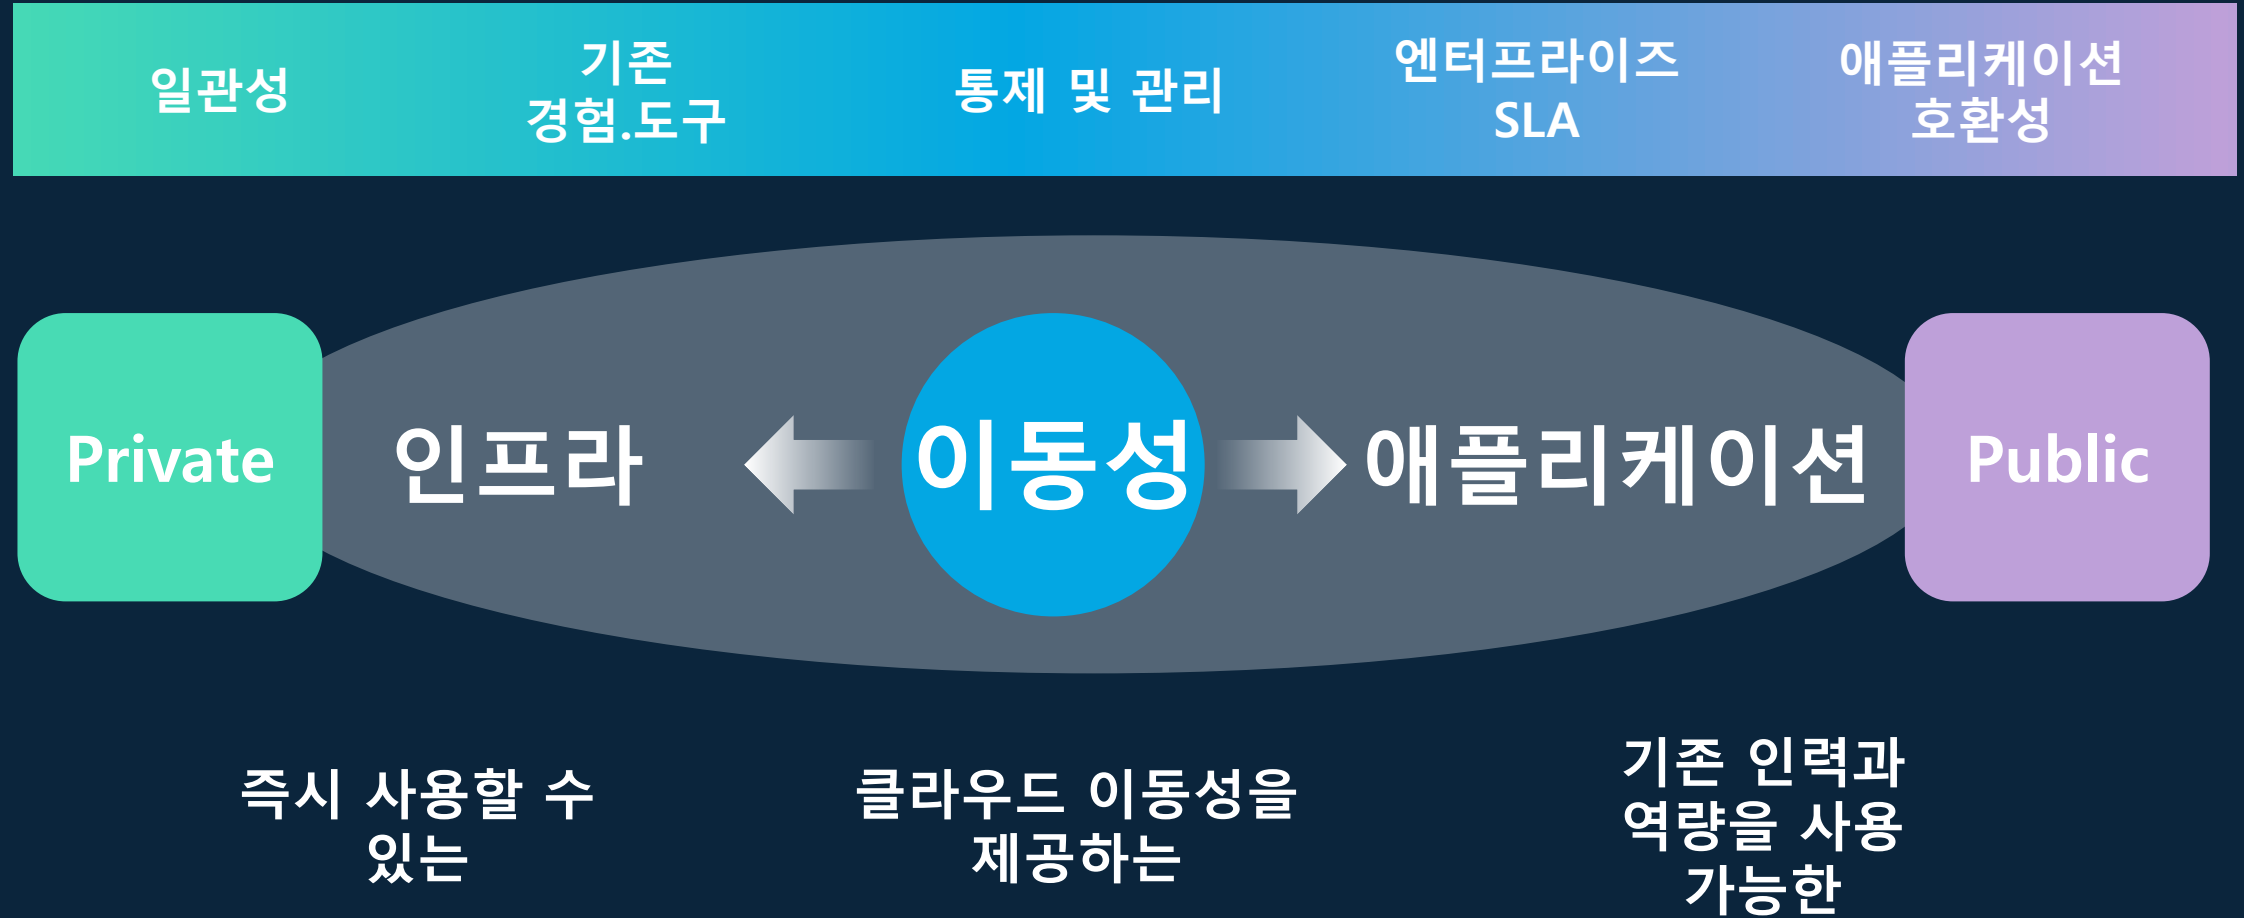 일관성
기존
경험.도구
통제 및 관리
엔터프라이즈
SLA
애플리케이션
호환성
Private
인프라
이동성
애플리케이션
Public
즉시 사용할 수
있는
클라우드 이동성을
제공하는
기존 인력과
역량을 사용
가능한